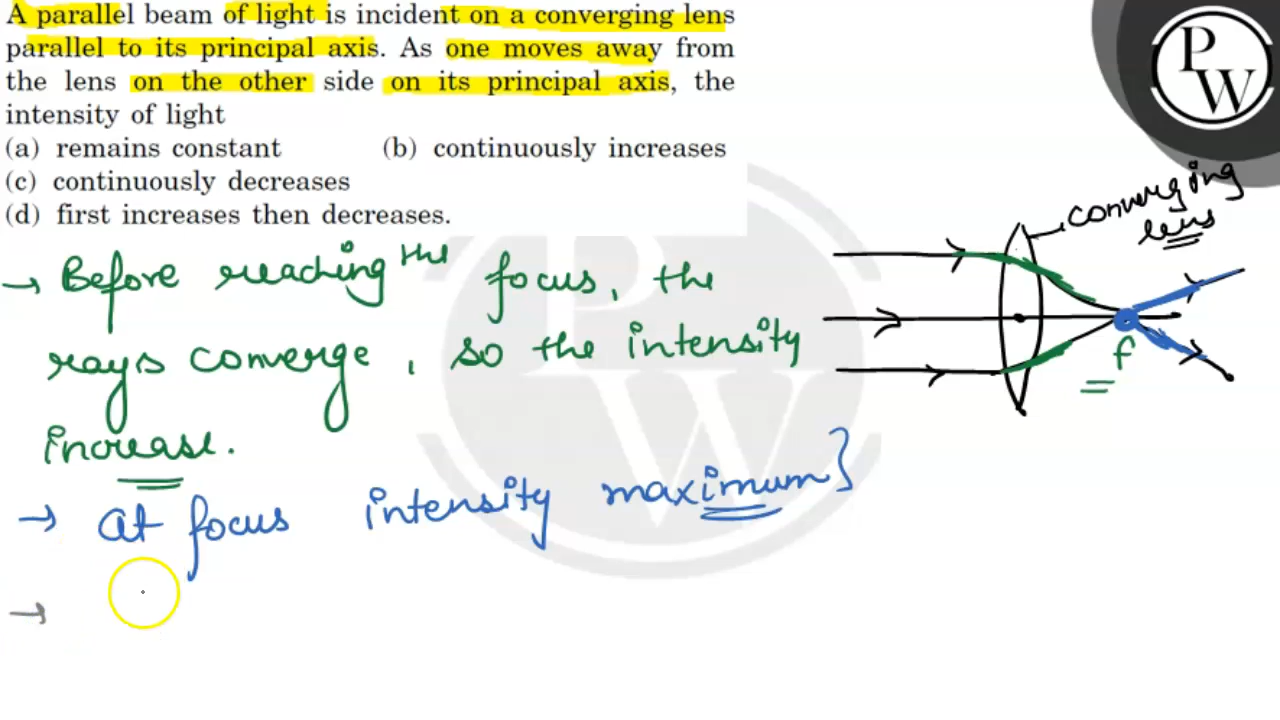 A parallel beam of light is incident on a converging lens
parallel to its principal axis. As one moves away from
the lens on the other side on its principal axis, the
intensity of light
(a) remains constant (b) continuously increases
(c) continuously decreases
(d) first increases then decreases.
PW
converging
lens
→ Before reaching the focus, the
rays converge, so the intensity
increase.
f
→ at focus intensity maximum}
→
PW